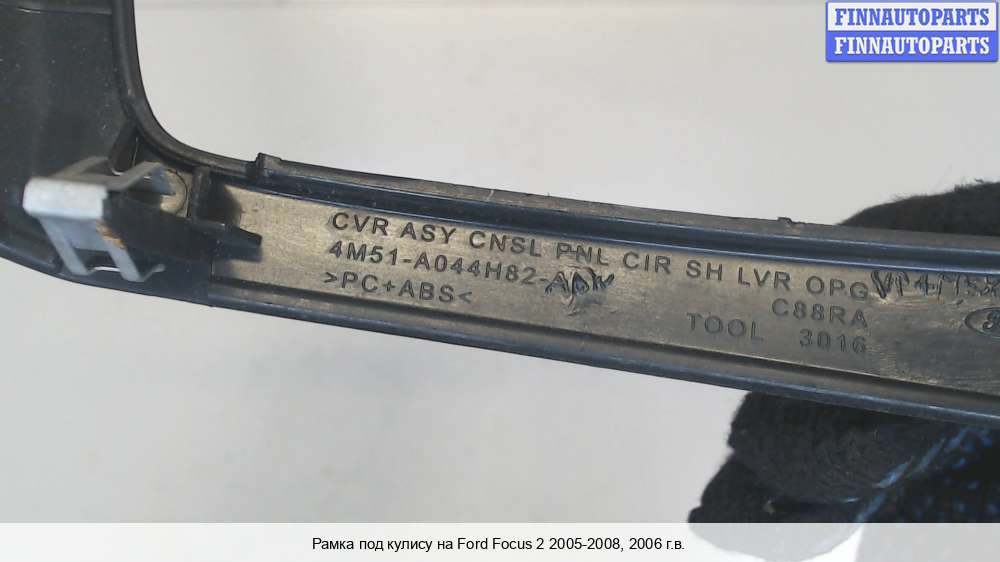 FINNAUTOPARTS
FINNAUTOPARTS
CVR ASY CNSL PNL CIR SH LVR OPG
4M51-A044H82-
>PC+ABS<
C88RA
TOOL 3016
Рамка под кулису на Ford Focus 2 2005-2008, 2006 г.в.